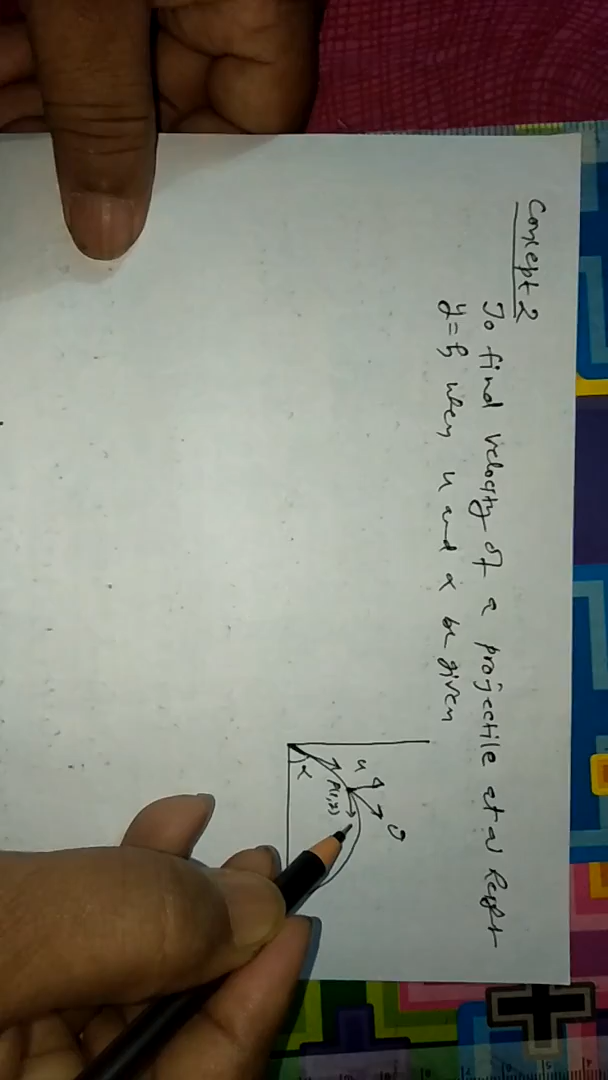 Concept 2
To find velocity of a projectile at a height
y = h when u and α be given
u
v
α